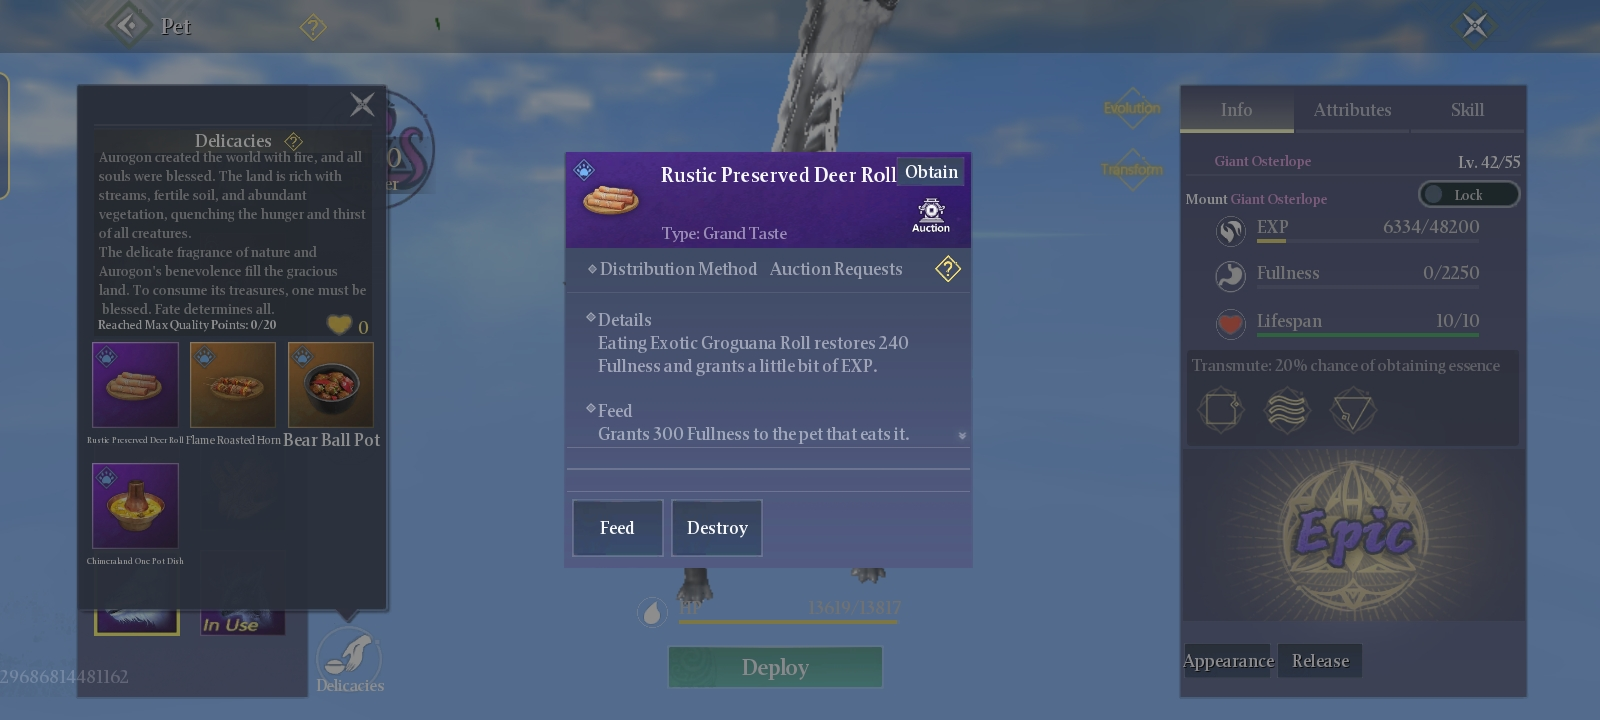 Pet
?
Delicacies ?
Aurogon created the world with fire, and all
souls were blessed. The land is rich with
streams, fertile soil, and abundant
vegetation, quenching the hunger and thirst
of all creatures.
The delicate fragrance of nature and
Aurogon's benevolence fill the gracious
land. To consume its treasures, one must be
blessed. Fate determines all.
Reached Max Quality Points: 0/20
0
Rustic Preserved Deer Roll
Flame Roasted Horn
Bear Ball Pot
Chimeraland One Pot Dish
In Use
29686814481162
Delicacies
Rustic Preserved Deer Roll
Obtain
Type: Grand Taste
Auction
Distribution Method Auction Requests
?
Details
Eating Exotic Groguana Roll restores 240
Fullness and grants a little bit of EXP.
Feed
Grants 300 Fullness to the pet that eats it.
Feed
Destroy
HP 13619/13817
Deploy
Evolution
Transform
Info
Attributes
Skill
Giant Osterlope
Lv. 42/55
Mount Giant Osterlope
Lock
EXP 6334/48200
Fullness 0/2250
Lifespan 10/10
Transmute: 20% chance of obtaining essence
Epic
Appearance
Release